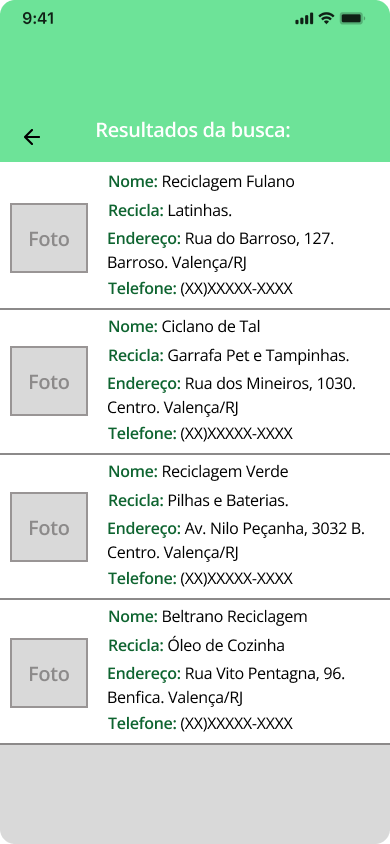 9:41
Resultados da busca:
Nome: Reciclagem Fulano
Recicla: Latinhas.
Foto
Endereço: Rua do Barroso, 127.
Barroso. Valença/RJ
Telefone: (XX)XXXXX-XXXX
Nome: Ciclano de Tal
Recicla: Garrafa Pet e Tampinhas.
Foto
Endereço: Rua dos Mineiros, 1030.
Centro. Valença/RJ
Telefone: (XX)XXXXX-XXXX
Nome: Reciclagem Verde
Recicla: Pilhas e Baterias.
Foto
Endereço: Av. Nilo Peçanha, 3032 B.
Centro. Valença/RJ
Telefone: (XX)XXXXX-XXXX
Nome: Beltrano Reciclagem
Recicla: Óleo de Cozinha
Foto
Endereço: Rua Vito Pentagna, 96.
Benfica. Valença/RJ
Telefone: (XX)XXXXX-XXXX